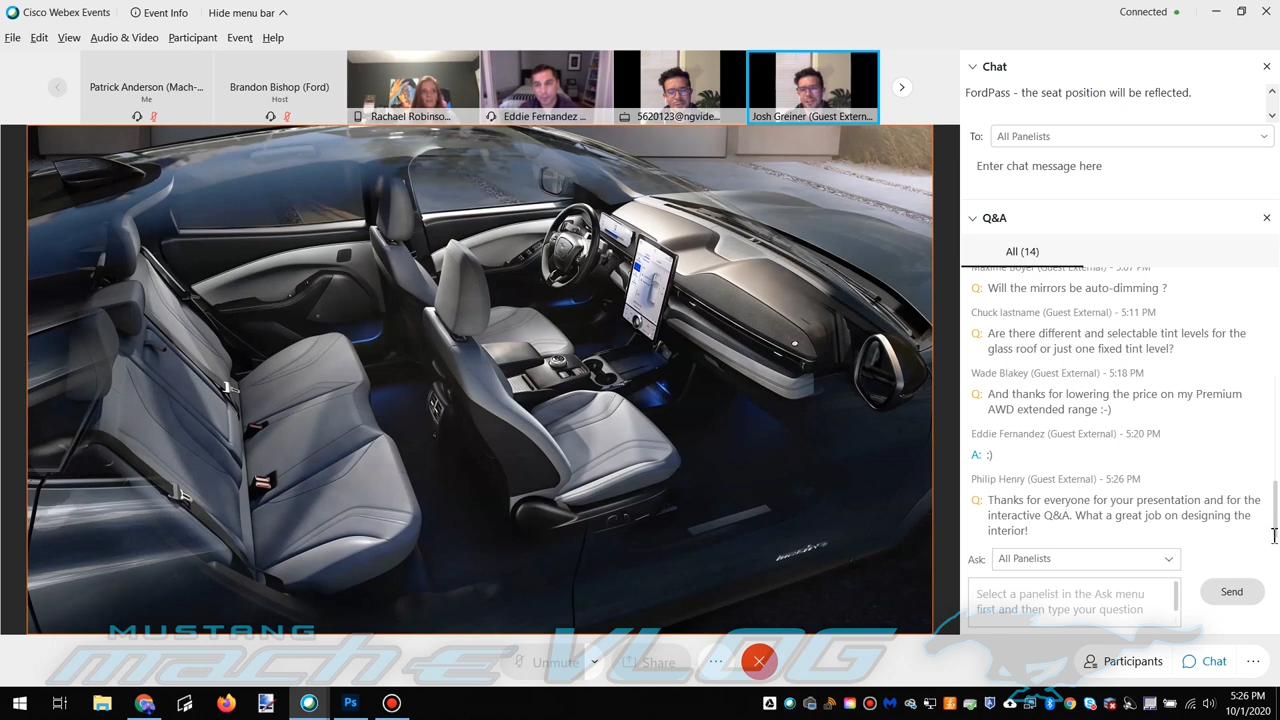 Cisco Webex Events
Event Info
Hide menu bar
Connected
File Edit View Audio & Video Participant Event Help
Patrick Anderson (Mach-...
Me
Brandon Bishop (Ford)
Host
Rachael Robinso...
Eddie Fernandez ...
5620123@ngvide...
Josh Greiner (Guest Extern...
Chat
FordPass - the seat position will be reflected.
To: All Panelists
Enter chat message here
Q&A
All (14)
Maxime Boyer (Guest External) - 5:07 PM
Q: Will the mirrors be auto-dimming ?
Chuck lastname (Guest External) - 5:11 PM
Q: Are there different and selectable tint levels for the
glass roof or just one fixed tint level?
Wade Blakey (Guest External) - 5:18 PM
Q: And thanks for lowering the price on my Premium
AWD extended range :-)
Eddie Fernandez (Guest External) - 5:20 PM
A: :)
Philip Henry (Guest External) - 5:26 PM
Q: Thanks for everyone for your presentation and for the
interactive Q&A. What a great job on designing the
interior!
Ask: All Panelists
Select a panelist in the Ask menu
first and then type your question
Send
MUSTANG
mach-e VLOG
Unmute
Share
Participants
Chat
5:26 PM
10/1/2020